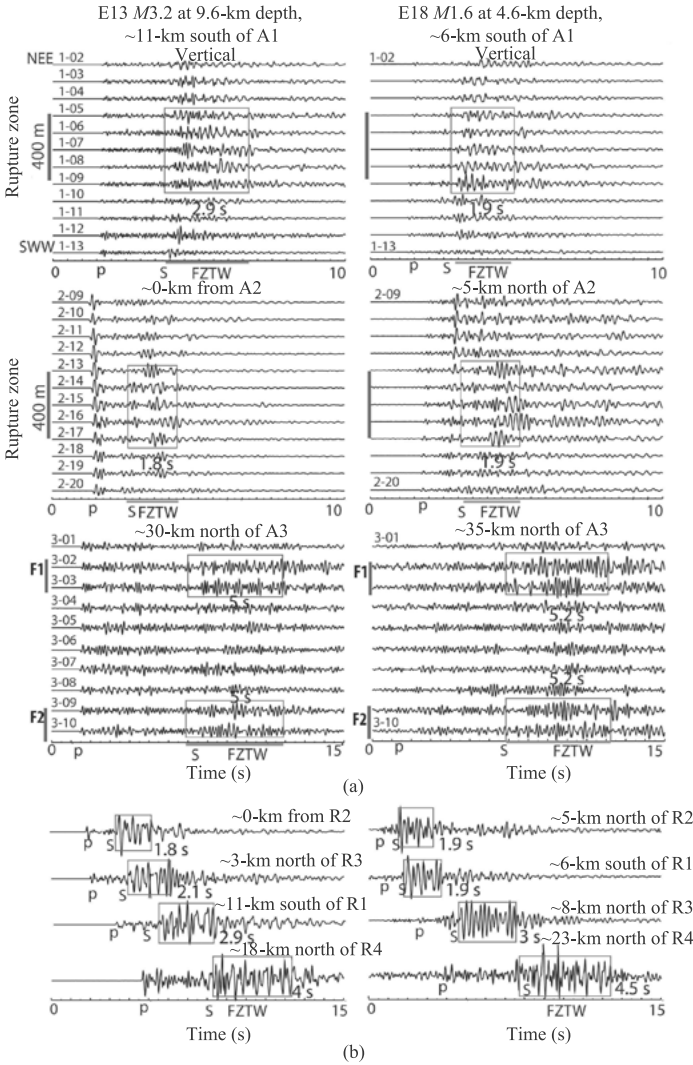 E13 M3.2 at 9.6-km depth,
~11-km south of A1
Vertical
E18 M1.6 at 4.6-km depth,
~6-km south of A1
Vertical
Rupture zone
400 m
NEE 1-02
1-03
1-04
1-05
1-06
1-07
1-08
1-09
1-10
2.9 s
1-11
1-12
SWW 1-13
0 P S FZTW 10
1-02
1.9 s
1-13
0 P S FZTW 10
~0-km from A2
~5-km north of A2
Rupture zone
400 m
2-09
2-10
2-11
2-12
2-13
2-14
2-15
2-16
2-17
2-18
1.8 s
2-19
2-20
0 p S FZTW 10
2-09
1.9 s
2-20
0 p S FZTW 10
~30-km north of A3
~35-km north of A3
3-01
F1 3-02
3-03
5 s
3-04
3-05
3-06
3-07
3-08
5 s
F2 3-09
3-10
0 p S FZTW 15
Time (s)
3-01
F1
5.2 s
5.2 s
F2 3-10
0 p S FZTW 15
Time (s)
(a)
~0-km from R2
p S 1.8 s
~3-km north of R3
p S 2.1 s
~11-km south of R1
p S 2.9 s
~18-km north of R4
4 s
0 p S FZTW 15
Time (s)
~5-km north of R2
p S 1.9 s
~6-km south of R1
p S 1.9 s
~8-km north of R3
p S 3 s
~23-km north of R4
4.5 s
0 p S FZTW 15
Time (s)
(b)